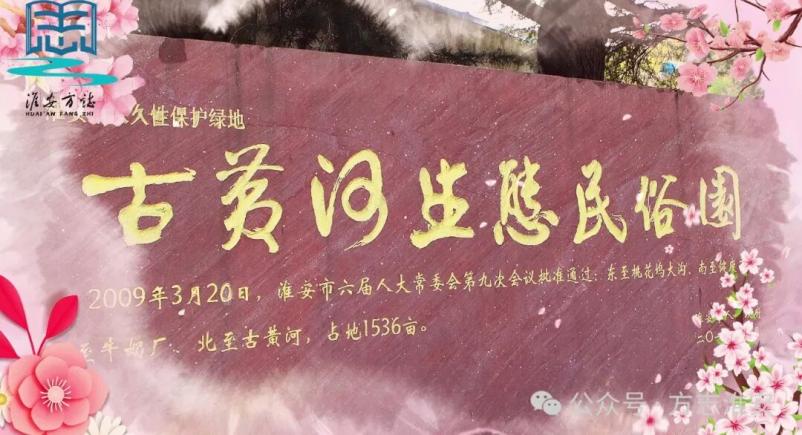 淮安方志
HUAI'AN FANG ZHI
久性保护绿地
古黄河生态民俗园
2009年3月20日，淮安市六届人大常委会第九次会议批准通过：东至桃花坞大沟、南至
至牛奶厂、北至古黄河，占地1536亩。
公众号·方志淮安